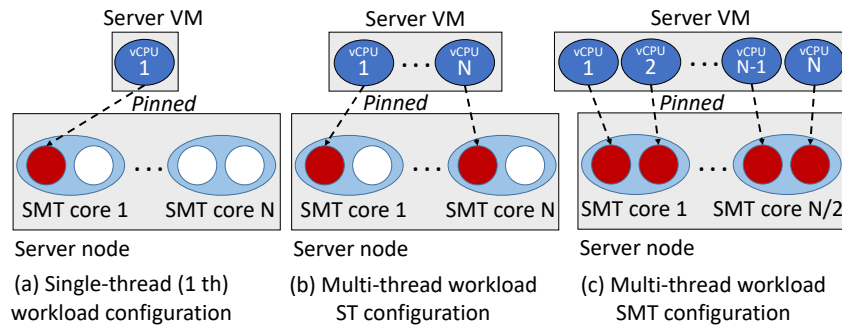 Server VM
vCPU
1
Pinned
...
SMT core 1
SMT core N
Server node
(a) Single-thread (1 th)
workload configuration
Server VM
vCPU
1
...
vCPU
N
Pinned
...
SMT core 1
SMT core N
Server node
(b) Multi-thread workload
ST configuration
Server VM
vCPU
1
vCPU
2
...
vCPU
N-1
vCPU
N
Pinned
...
SMT core 1
SMT core N/2
Server node
(c) Multi-thread workload
SMT configuration